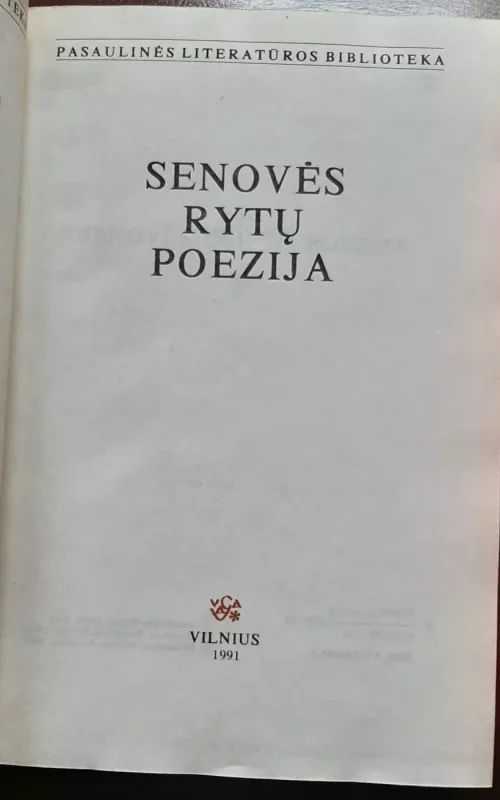 PASAULINĖS LITERATŪROS BIBLIOTEKA
SENOVĖS
RYTŲ
POEZIJA
VILNIUS
1991